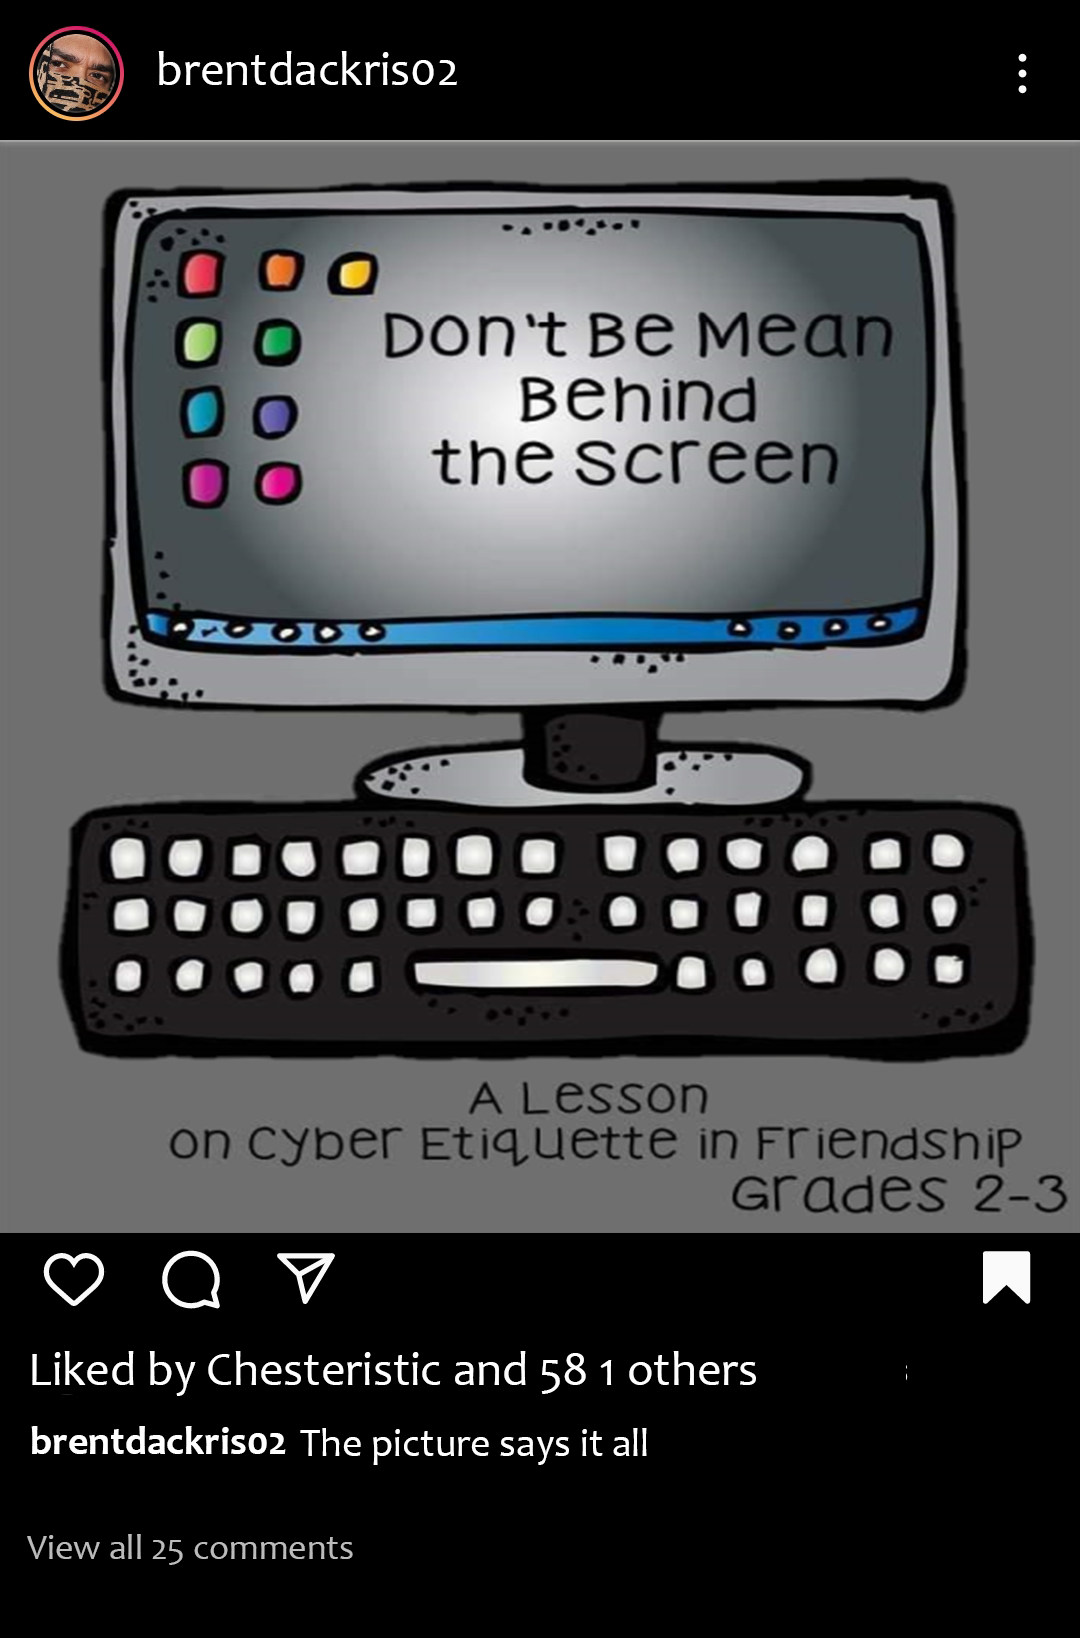 brentdackris02
Don't Be Mean
Behind
the Screen
A Lesson
on Cyber Etiquette in Friendship
Grades 2-3
Liked by Chesteristic and 58 1 others
brentdackris02 The picture says it all
View all 25 comments